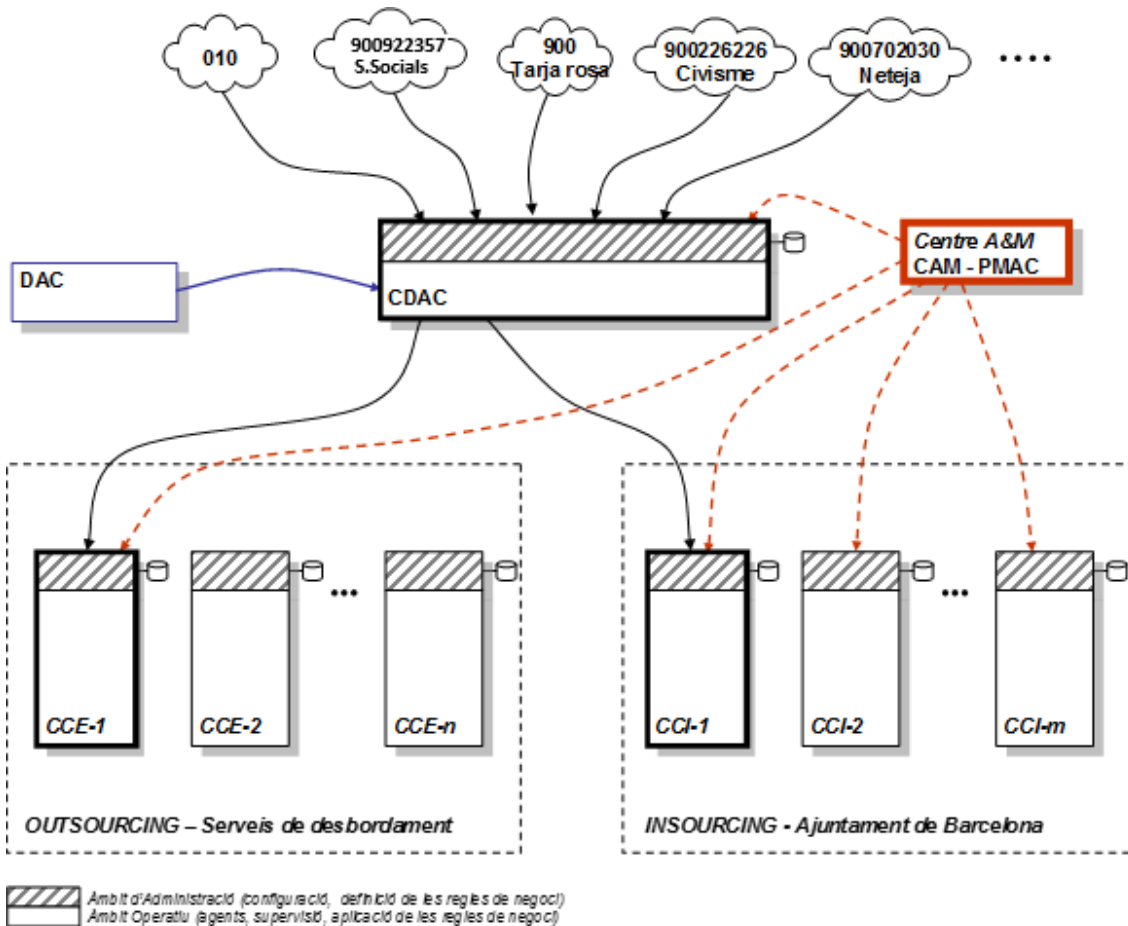 010
900922357
S.Socials
900
Tarja rosa
900226226
Civisme
900702030
Neteja
....
Centre A&M
CAM - PMAC
DAC
CDAC
...
...
CCE-1
CCE-2
CCE-n
CCI-1
CCI-2
CCI-m
OUTSOURCING – Serveis de desbordament
INSOURCING - Ajuntament de Barcelona
Àmbit d'Administració (configuració, definició de les regles de negoci)
Àmbit Operatiu (agents, supervisió, aplicació de les regles de negoci)